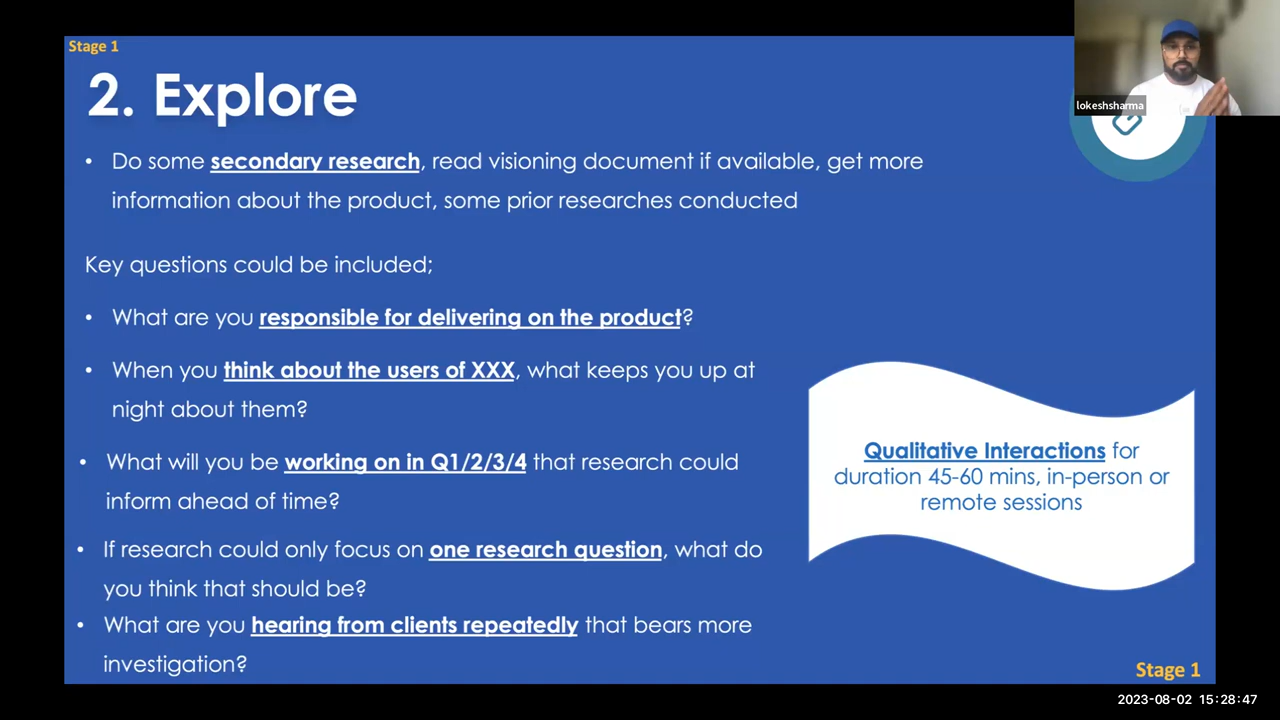 Stage 1
2. Explore
lokeshsharma
• Do some secondary research, read visioning document if available, get more
information about the product, some prior researches conducted
Key questions could be included;
• What are you responsible for delivering on the product?
• When you think about the users of XXX, what keeps you up at
night about them?
• What will you be working on in Q1/2/3/4 that research could
inform ahead of time?
• If research could only focus on one research question, what do
you think that should be?
• What are you hearing from clients repeatedly that bears more
investigation?
Qualitative Interactions for
duration 45-60 mins, in-person or
remote sessions
Stage 1
2023-08-02 15:28:47